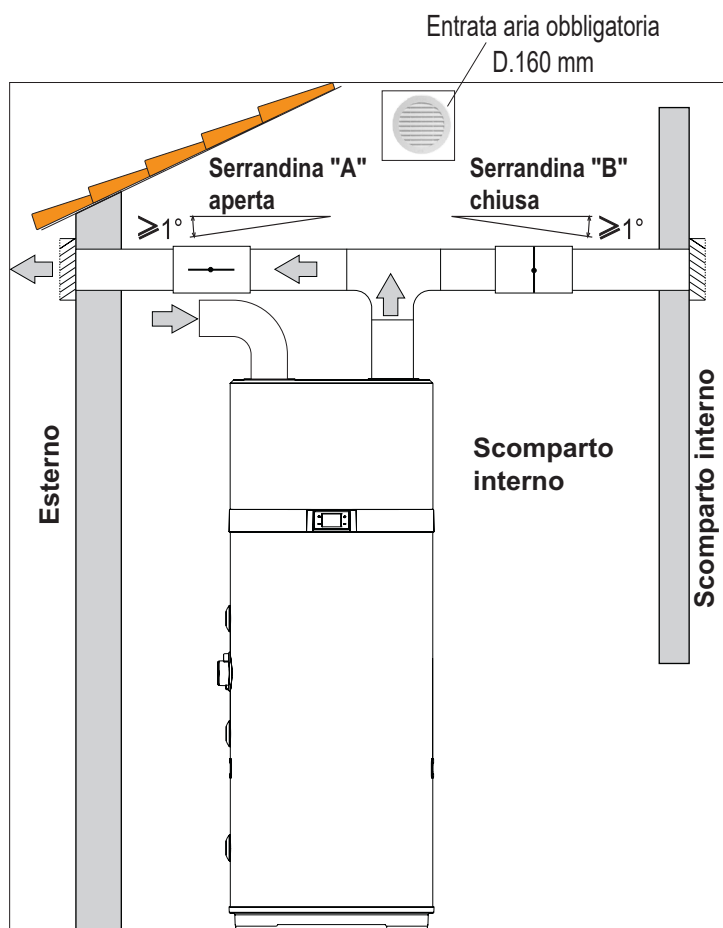 Entrata aria obbligatoria
D.160 mm
Serrandina "A"
aperta
Serrandina "B"
chiusa
⩾1°
⩾1°
Esterno
Scomparto
interno
Scomparto interno